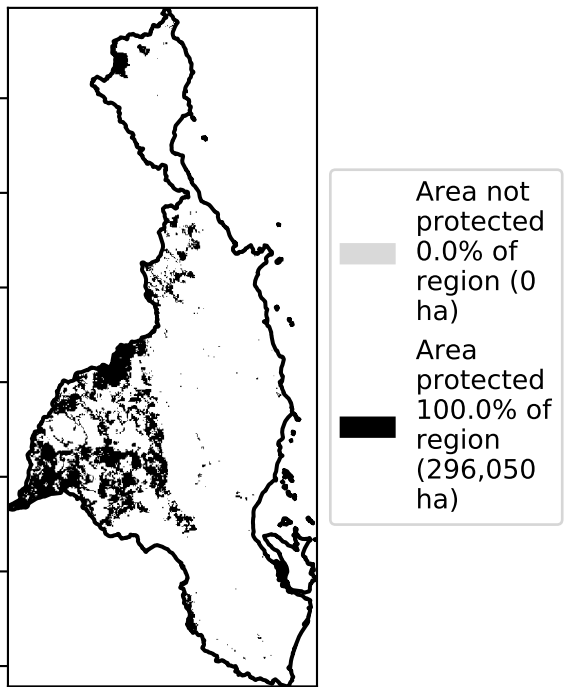 Area not
protected
0.0% of
region (0
ha)
Area
protected
100.0% of
region
(296,050
ha)